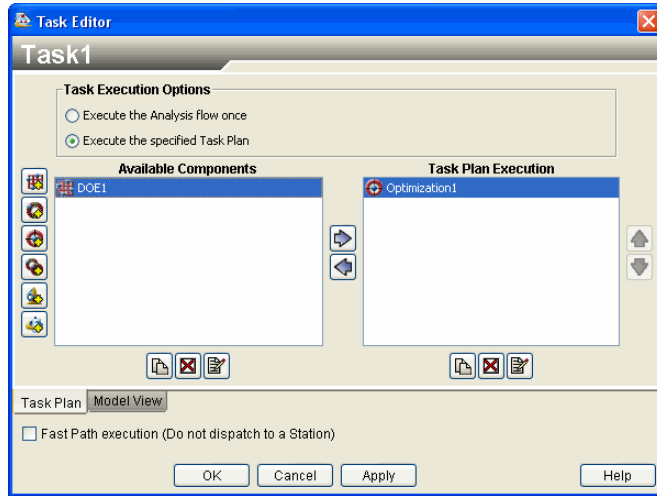 Task Editor
Task1
Task Execution Options
Execute the Analysis flow once
Execute the specified Task Plan
Available Components
Task Plan Execution
DOE1
Optimization1
Task Plan
Model View
Fast Path execution (Do not dispatch to a Station)
OK
Cancel
Apply
Help